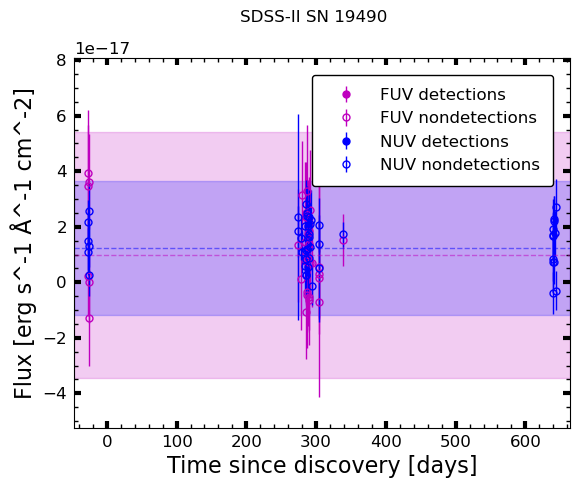 SDSS-II SN 19490
1e−17
8
6
4
2
0
−2
−4
Flux [erg s^-1 Å^-1 cm^-2]
FUV detections
FUV nondetections
NUV detections
NUV nondetections
0 100 200 300 400 500 600
Time since discovery [days]